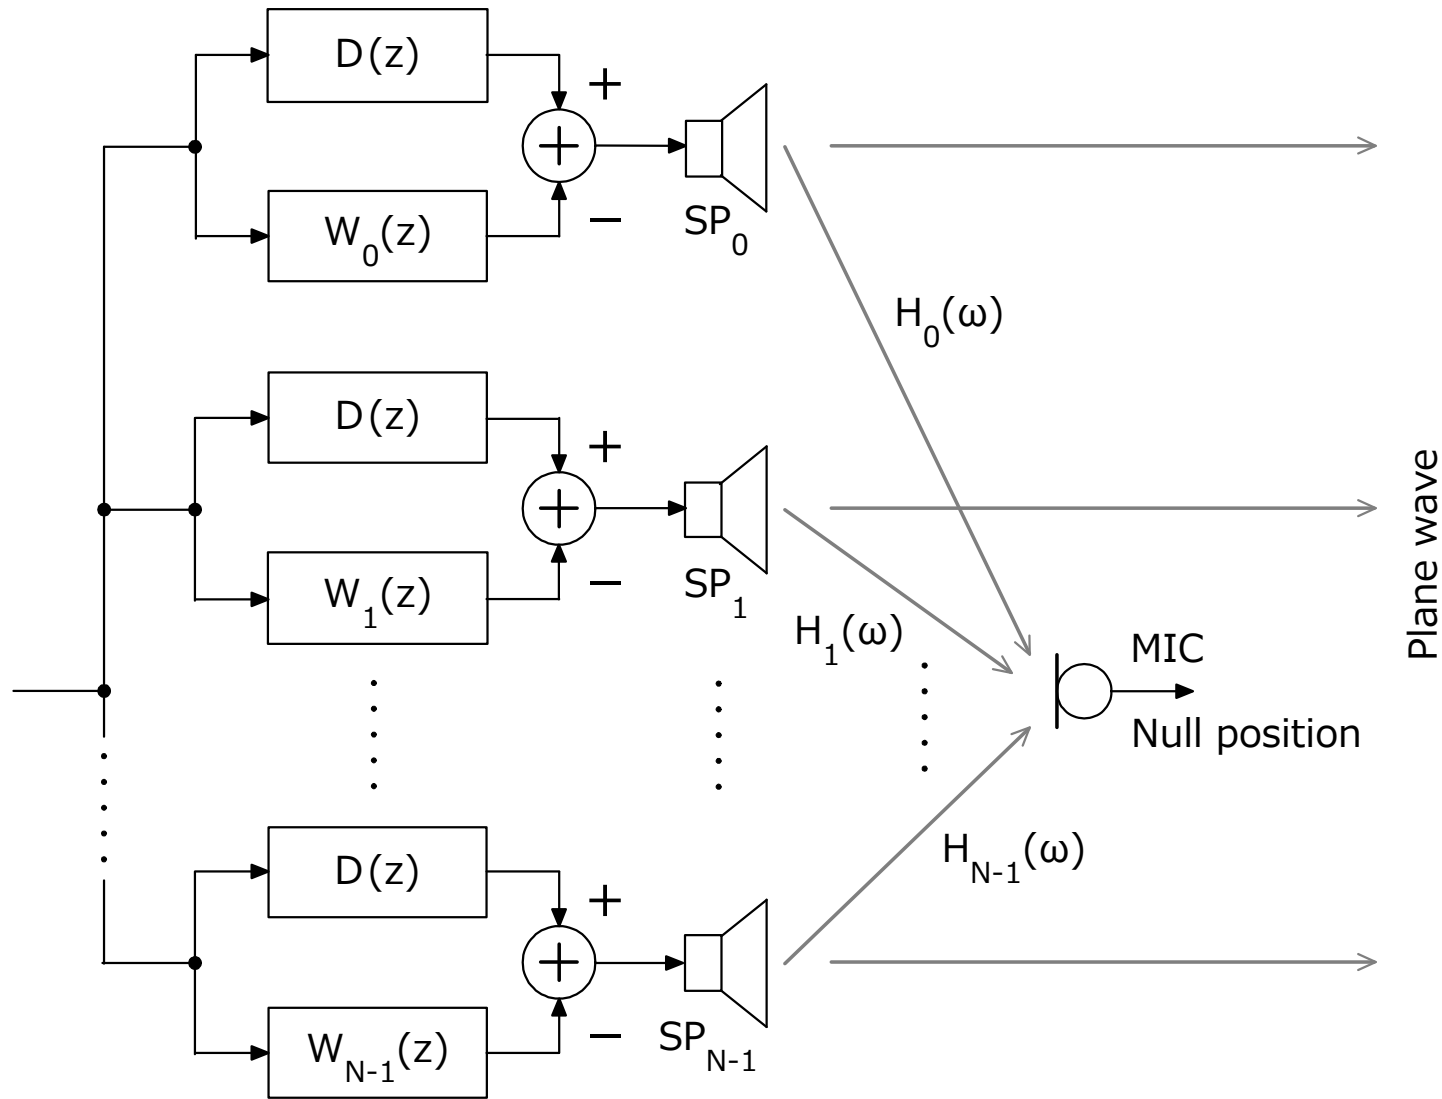 D(z)
+
W0(z)
−
SP0
H0(ω)
D(z)
+
W1(z)
−
SP1
H1(ω)
MIC
Null position
Plane wave
D(z)
+
HN-1(ω)
WN-1(z)
−
SPN-1